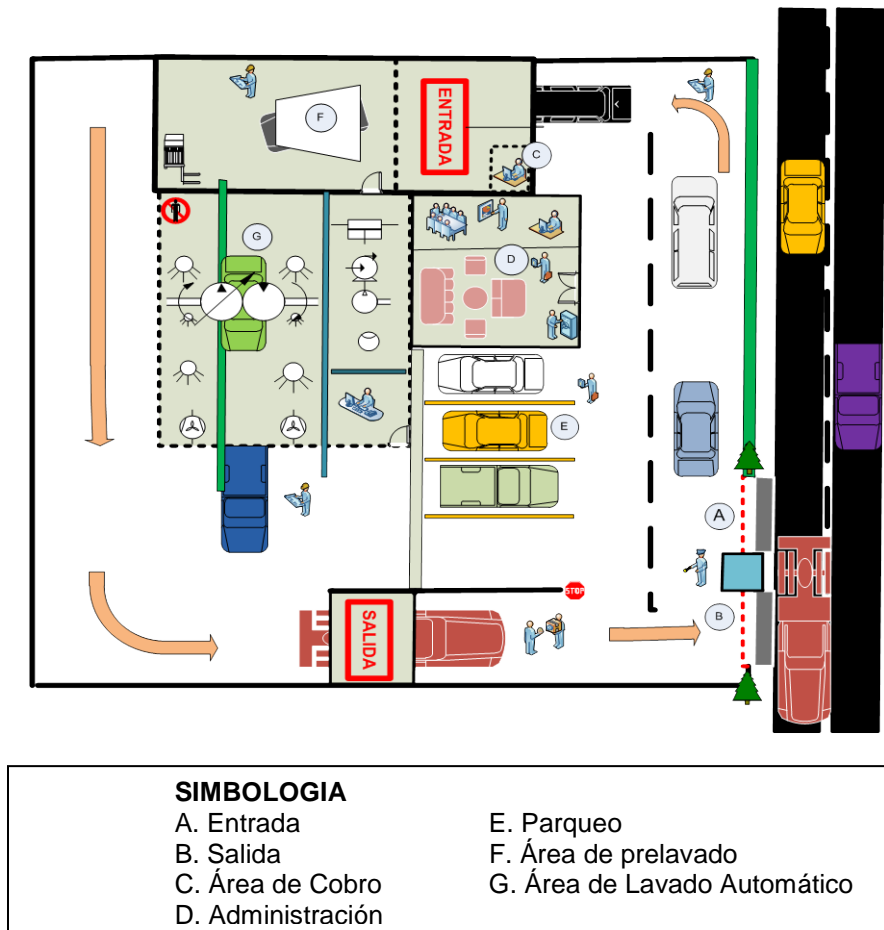 ENTRADA
F
C
G
D
E
A
STOP
B
SALIDA
SIMBOLOGIA
A. Entrada
B. Salida
C. Área de Cobro
D. Administración
E. Parqueo
F. Área de prelavado
G. Área de Lavado Automático